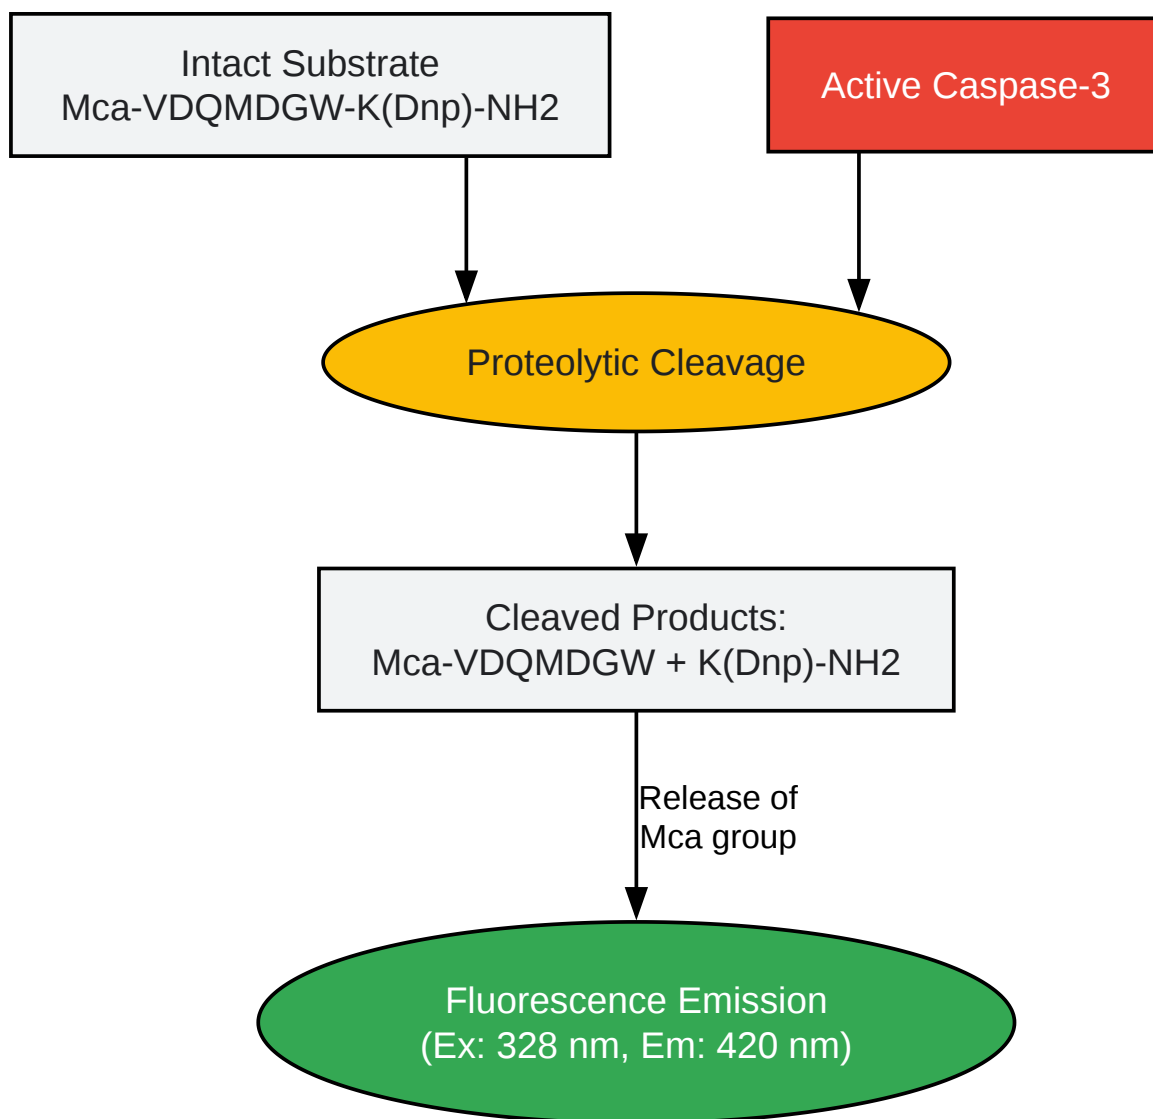 Intact Substrate
Mca-VDQMDGW-K(Dnp)-NH2
Active Caspase-3
Proteolytic Cleavage
Cleaved Products:
Mca-VDQMDGW + K(Dnp)-NH2
Release of
Mca group
Fluorescence Emission
(Ex: 328 nm, Em: 420 nm)